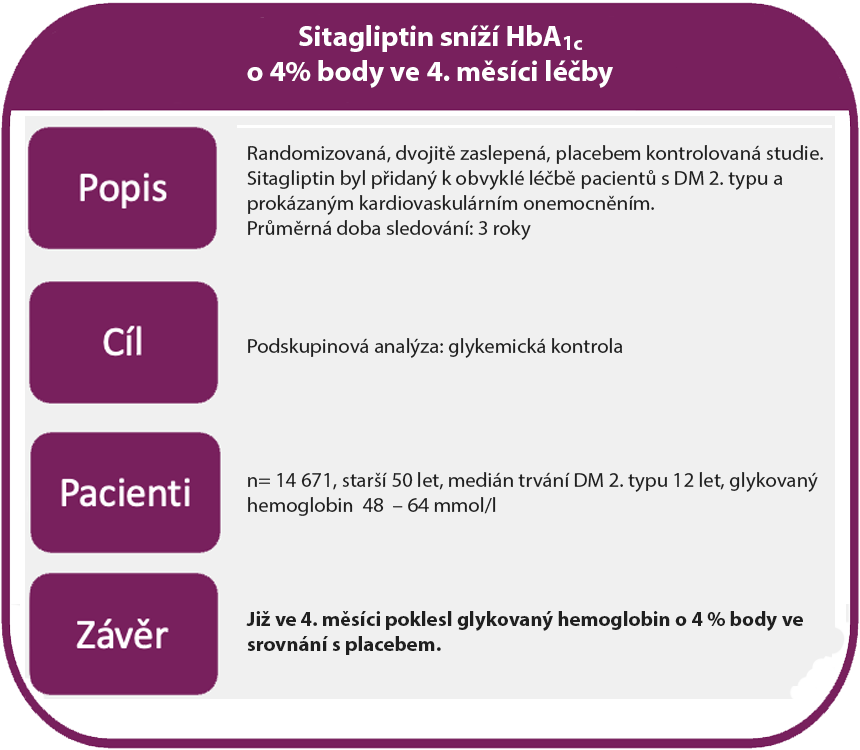 Sitagliptin sníží HbA1c
o 4% body ve 4. měsíci léčby
Popis
Randomizovaná, dvojitě zaslepená, placebem kontrolovaná studie.
Sitagliptin byl přidaný k obvyklé léčbě pacientů s DM 2. typu a
prokázaným kardiovaskulárním onemocněním.
Průměrná doba sledování: 3 roky
Cíl
Podskupinová analýza: glykemická kontrola
Pacienti
n= 14 671, starší 50 let, medián trvání DM 2. typu 12 let, glykovaný
hemoglobin 48 – 64 mmol/l
Závěr
Již ve 4. měsíci poklesl glykovaný hemoglobin o 4 % body ve
srovnání s placebem.